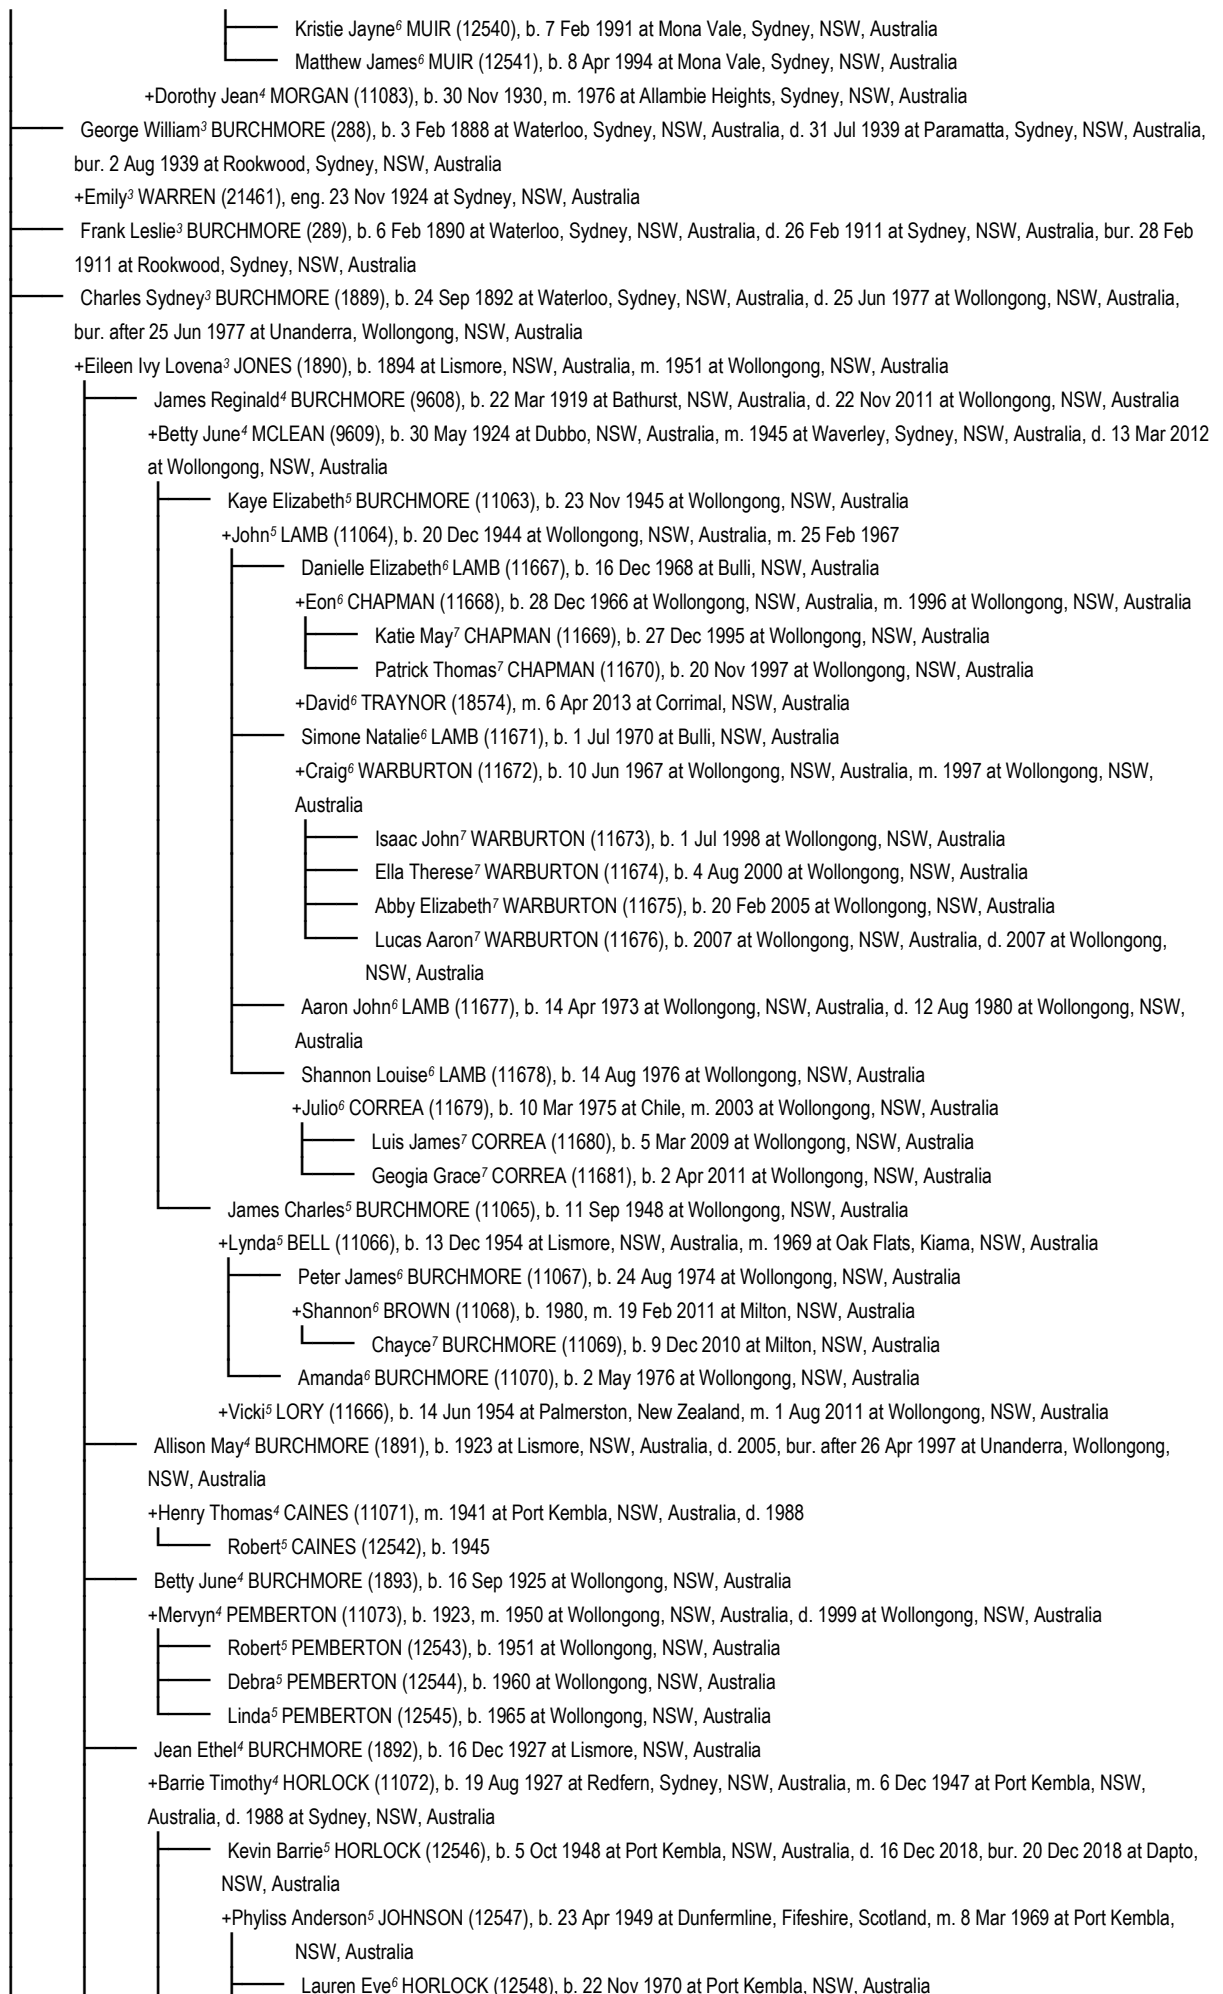 Kristie Jayne⁶ MUIR (12540), b. 7 Feb 1991 at Mona Vale, Sydney, NSW, Australia
Matthew James⁶ MUIR (12541), b. 8 Apr 1994 at Mona Vale, Sydney, NSW, Australia
+Dorothy Jean⁴ MORGAN (11083), b. 30 Nov 1930, m. 1976 at Allambie Heights, Sydney, NSW, Australia
George William³ BURCHMORE (288), b. 3 Feb 1888 at Waterloo, Sydney, NSW, Australia, d. 31 Jul 1939 at Paramatta, Sydney, NSW, Australia,
bur. 2 Aug 1939 at Rookwood, Sydney, NSW, Australia
+Emily³ WARREN (21461), eng. 23 Nov 1924 at Sydney, NSW, Australia
Frank Leslie³ BURCHMORE (289), b. 6 Feb 1890 at Waterloo, Sydney, NSW, Australia, d. 26 Feb 1911 at Sydney, NSW, Australia, bur. 28 Feb
1911 at Rookwood, Sydney, NSW, Australia
Charles Sydney³ BURCHMORE (1889), b. 24 Sep 1892 at Waterloo, Sydney, NSW, Australia, d. 25 Jun 1977 at Wollongong, NSW, Australia,
bur. after 25 Jun 1977 at Unanderra, Wollongong, NSW, Australia
+Eileen Ivy Lovena³ JONES (1890), b. 1894 at Lismore, NSW, Australia, m. 1951 at Wollongong, NSW, Australia
James Reginald⁴ BURCHMORE (9608), b. 22 Mar 1919 at Bathurst, NSW, Australia, d. 22 Nov 2011 at Wollongong, NSW, Australia
+Betty June⁴ MCLEAN (9609), b. 30 May 1924 at Dubbo, NSW, Australia, m. 1945 at Waverley, Sydney, NSW, Australia, d. 13 Mar 2012
at Wollongong, NSW, Australia
Kaye Elizabeth⁵ BURCHMORE (11063), b. 23 Nov 1945 at Wollongong, NSW, Australia
+John⁵ LAMB (11064), b. 20 Dec 1944 at Wollongong, NSW, Australia, m. 25 Feb 1967
Danielle Elizabeth⁶ LAMB (11667), b. 16 Dec 1968 at Bulli, NSW, Australia
+Eon⁶ CHAPMAN (11668), b. 28 Dec 1966 at Wollongong, NSW, Australia, m. 1996 at Wollongong, NSW, Australia
Katie May⁷ CHAPMAN (11669), b. 27 Dec 1995 at Wollongong, NSW, Australia
Patrick Thomas⁷ CHAPMAN (11670), b. 20 Nov 1997 at Wollongong, NSW, Australia
+David⁶ TRAYNOR (18574), m. 6 Apr 2013 at Corrimal, NSW, Australia
Simone Natalie⁶ LAMB (11671), b. 1 Jul 1970 at Bulli, NSW, Australia
+Craig⁶ WARBURTON (11672), b. 10 Jun 1967 at Wollongong, NSW, Australia, m. 1997 at Wollongong, NSW,
Australia
Isaac John⁷ WARBURTON (11673), b. 1 Jul 1998 at Wollongong, NSW, Australia
Ella Therese⁷ WARBURTON (11674), b. 4 Aug 2000 at Wollongong, NSW, Australia
Abby Elizabeth⁷ WARBURTON (11675), b. 20 Feb 2005 at Wollongong, NSW, Australia
Lucas Aaron⁷ WARBURTON (11676), b. 2007 at Wollongong, NSW, Australia, d. 2007 at Wollongong,
NSW, Australia
Aaron John⁶ LAMB (11677), b. 14 Apr 1973 at Wollongong, NSW, Australia, d. 12 Aug 1980 at Wollongong, NSW,
Australia
Shannon Louise⁶ LAMB (11678), b. 14 Aug 1976 at Wollongong, NSW, Australia
+Julio⁶ CORREA (11679), b. 10 Mar 1975 at Chile, m. 2003 at Wollongong, NSW, Australia
Luis James⁷ CORREA (11680), b. 5 Mar 2009 at Wollongong, NSW, Australia
Geogia Grace⁷ CORREA (11681), b. 2 Apr 2011 at Wollongong, NSW, Australia
James Charles⁵ BURCHMORE (11065), b. 11 Sep 1948 at Wollongong, NSW, Australia
+Lynda⁵ BELL (11066), b. 13 Dec 1954 at Lismore, NSW, Australia, m. 1969 at Oak Flats, Kiama, NSW, Australia
Peter James⁶ BURCHMORE (11067), b. 24 Aug 1974 at Wollongong, NSW, Australia
+Shannon⁶ BROWN (11068), b. 1980, m. 19 Feb 2011 at Milton, NSW, Australia
Chayce⁷ BURCHMORE (11069), b. 9 Dec 2010 at Milton, NSW, Australia
Amanda⁶ BURCHMORE (11070), b. 2 May 1976 at Wollongong, NSW, Australia
+Vicki⁵ LORY (11666), b. 14 Jun 1954 at Palmerston, New Zealand, m. 1 Aug 2011 at Wollongong, NSW, Australia
Allison May⁴ BURCHMORE (1891), b. 1923 at Lismore, NSW, Australia, d. 2005, bur. after 26 Apr 1997 at Unanderra, Wollongong,
NSW, Australia
+Henry Thomas⁴ CAINES (11071), m. 1941 at Port Kembla, NSW, Australia, d. 1988
Robert⁵ CAINES (12542), b. 1945
Betty June⁴ BURCHMORE (1893), b. 16 Sep 1925 at Wollongong, NSW, Australia
+Mervyn⁴ PEMBERTON (11073), b. 1923, m. 1950 at Wollongong, NSW, Australia, d. 1999 at Wollongong, NSW, Australia
Robert⁵ PEMBERTON (12543), b. 1951 at Wollongong, NSW, Australia
Debra⁵ PEMBERTON (12544), b. 1960 at Wollongong, NSW, Australia
Linda⁵ PEMBERTON (12545), b. 1965 at Wollongong, NSW, Australia
Jean Ethel⁴ BURCHMORE (1892), b. 16 Dec 1927 at Lismore, NSW, Australia
+Barrie Timothy⁴ HORLOCK (11072), b. 19 Aug 1927 at Redfern, Sydney, NSW, Australia, m. 6 Dec 1947 at Port Kembla, NSW,
Australia, d. 1988 at Sydney, NSW, Australia
Kevin Barrie⁵ HORLOCK (12546), b. 5 Oct 1948 at Port Kembla, NSW, Australia, d. 16 Dec 2018, bur. 20 Dec 2018 at Dapto,
NSW, Australia
+Phyliss Anderson⁵ JOHNSON (12547), b. 23 Apr 1949 at Dunfermline, Fifeshire, Scotland, m. 8 Mar 1969 at Port Kembla,
NSW, Australia
Lauren Eve⁶ HORLOCK (12548), b. 22 Nov 1970 at Port Kembla, NSW, Australia